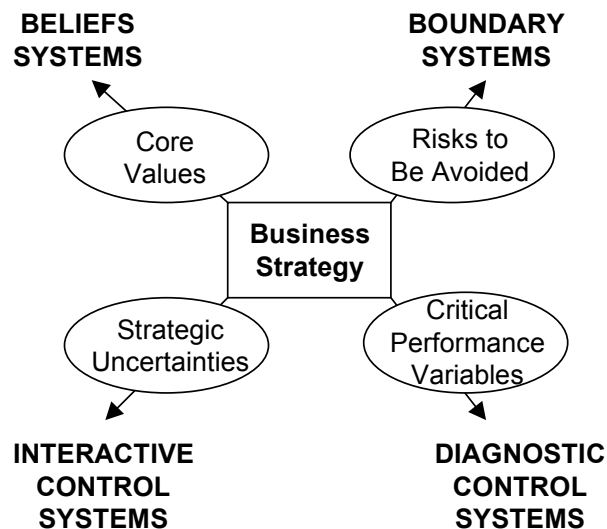 BELIEFS
SYSTEMS
BOUNDARY
SYSTEMS
Core
Values
Risks to
Be Avoided
Business
Strategy
Strategic
Uncertainties
Critical
Performance
Variables
INTERACTIVE
CONTROL
SYSTEMS
DIAGNOSTIC
CONTROL
SYSTEMS